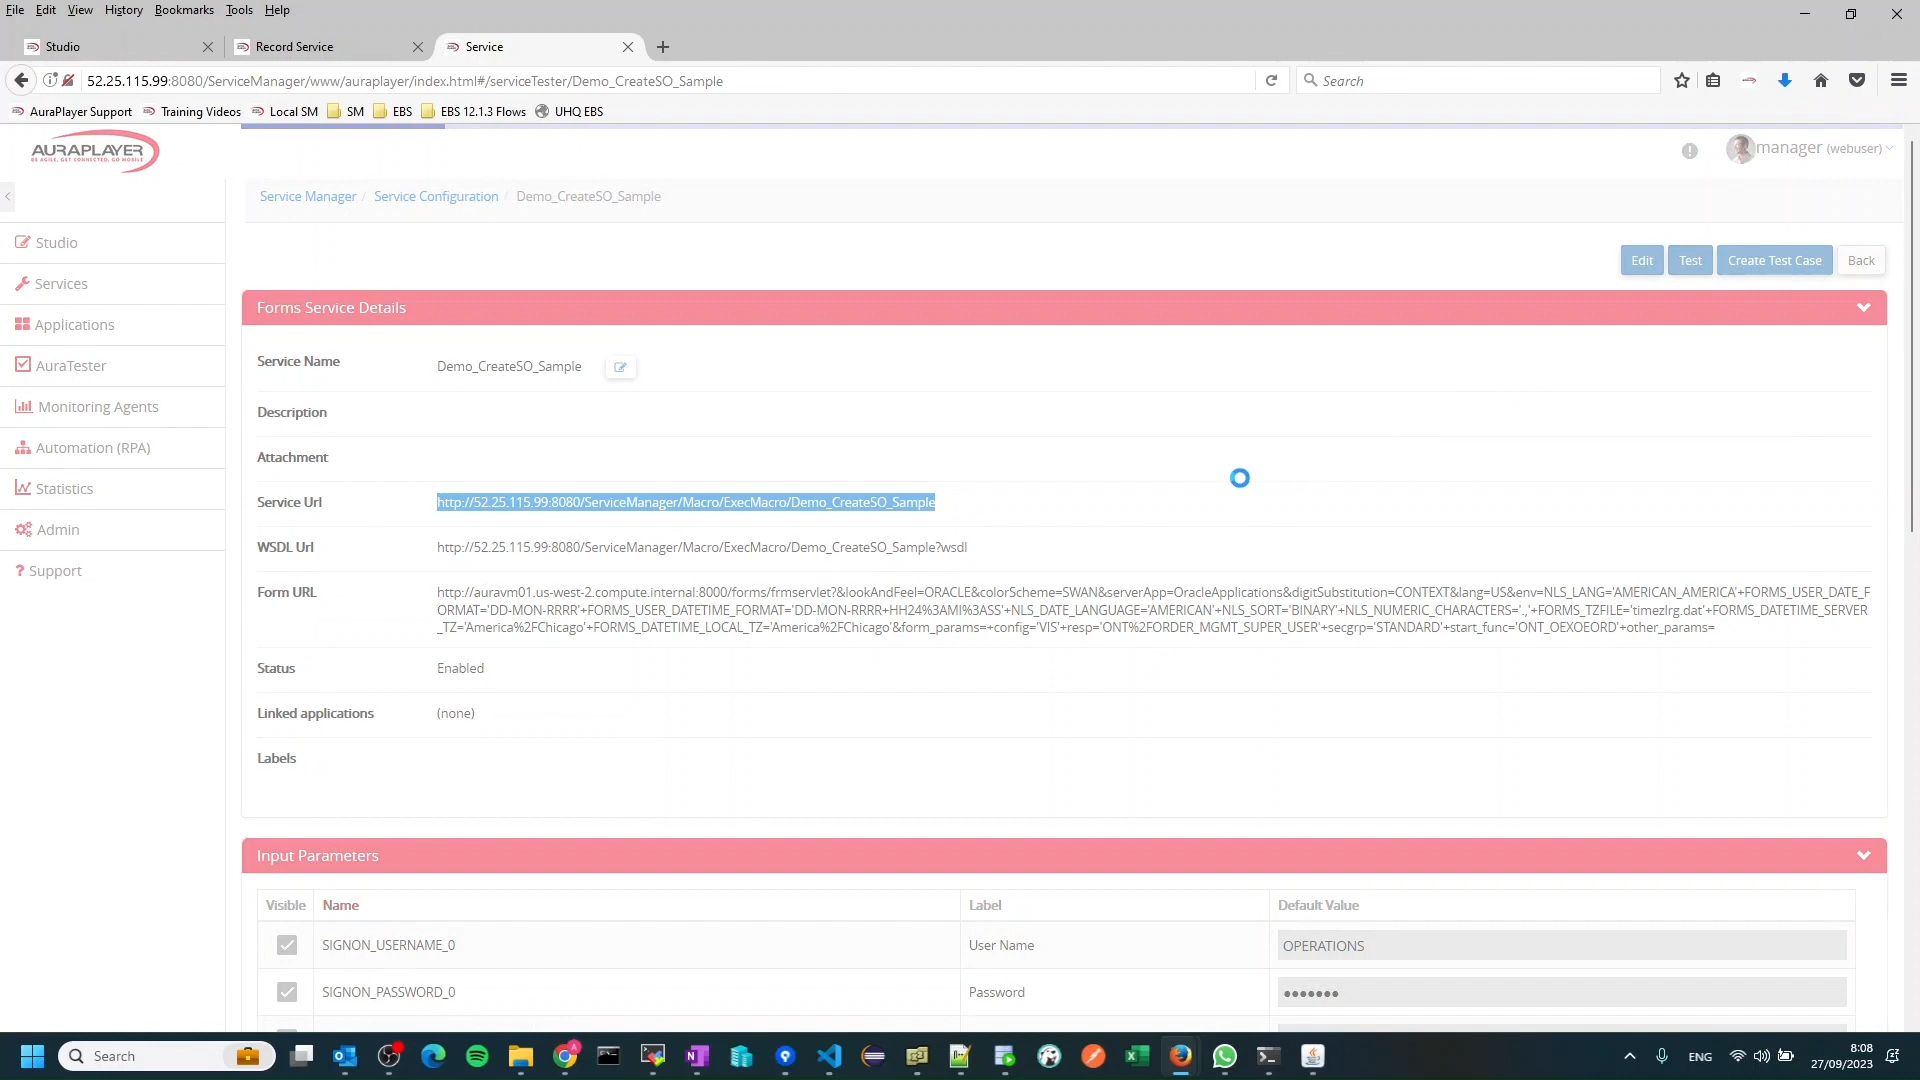 File Edit View History Bookmarks Tools Help
Studio
Record Service
Service
52.25.115.99:8080/ServiceManager/www/auraplayer/index.html#/serviceTester/Demo_CreateSO_Sample
Search
AuraPlayer Support Training Videos Local SM SM EBS EBS 12.1.3 Flows UHQ EBS
AURAPLAYER
BE AGILE, GET CONNECTED, GO MOBILE
manager (webuser)
Service Manager / Service Configuration / Demo_CreateSO_Sample
Studio
Services
Applications
AuraTester
Monitoring Agents
Automation (RPA)
Statistics
Admin
? Support
Edit Test Create Test Case Back
Forms Service Details
Service Name Demo_CreateSO_Sample
Description
Attachment
Service Url http://52.25.115.99:8080/ServiceManager/Macro/ExecMacro/Demo_CreateSO_Sample
WSDL Url http://52.25.115.99:8080/ServiceManager/Macro/ExecMacro/Demo_CreateSO_Sample?wsdl
Form URL http://auravm01.us-west-2.compute.internal:8000/forms/frmservlet?&lookAndFeel=ORACLE&colorScheme=SWAN&serverApp=OracleApplications&digitSubstitution=CONTEXT&lang=US&env=NLS_LANG='AMERICAN_AMERICA'+FORMS_USER_DATE_F
ORMAT='DD-MON-RRRR'+FORMS_USER_DATETIME_FORMAT='DD-MON-RRRR+HH24%3AMI%3ASS'+NLS_DATE_LANGUAGE='AMERICAN'+NLS_SORT='BINARY'+NLS_NUMERIC_CHARACTERS='.,'+FORMS_TZFILE='timezlrg.dat'+FORMS_DATETIME_SERVER
_TZ='America%2FChicago'+FORMS_DATETIME_LOCAL_TZ='America%2FChicago'&form_params=+config='VIS'+resp='ONT%2FORDER_MGMT_SUPER_USER'+secgrp='STANDARD'+start_func='ONT_OEXOEORD'+other_params=
Status Enabled
Linked applications (none)
Labels
Input Parameters
Visible Name Label Default Value
SIGNON_USERNAME_0 User Name OPERATIONS
SIGNON_PASSWORD_0 Password •••••••
Search
ENG
8:08
27/09/2023